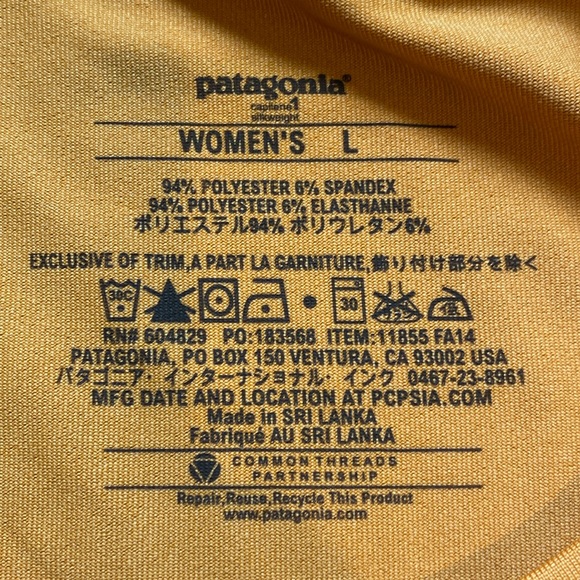 patagonia®
capilene 1
silkweight
WOMEN'S L
94% POLYESTER 6% SPANDEX
94% POLYESTER 6% ELASTHANNE
ポリエステル94% ポリウレタン6%
EXCLUSIVE OF TRIM,A PART LA GARNITURE,飾り付け部分を除く
30C 30
RN# 604829 PO:183568 ITEM:11855 FA14
PATAGONIA, PO BOX 150 VENTURA, CA 93002 USA
パタゴニア・インターナショナル・インク 0467-23-8961
MFG DATE AND LOCATION AT PCPSIA.COM
Made in SRI LANKA
Fabriqué AU SRI LANKA
COMMON THREADS
PARTNERSHIP
Repair,Reuse,Recycle This Product
www.patagonia.com